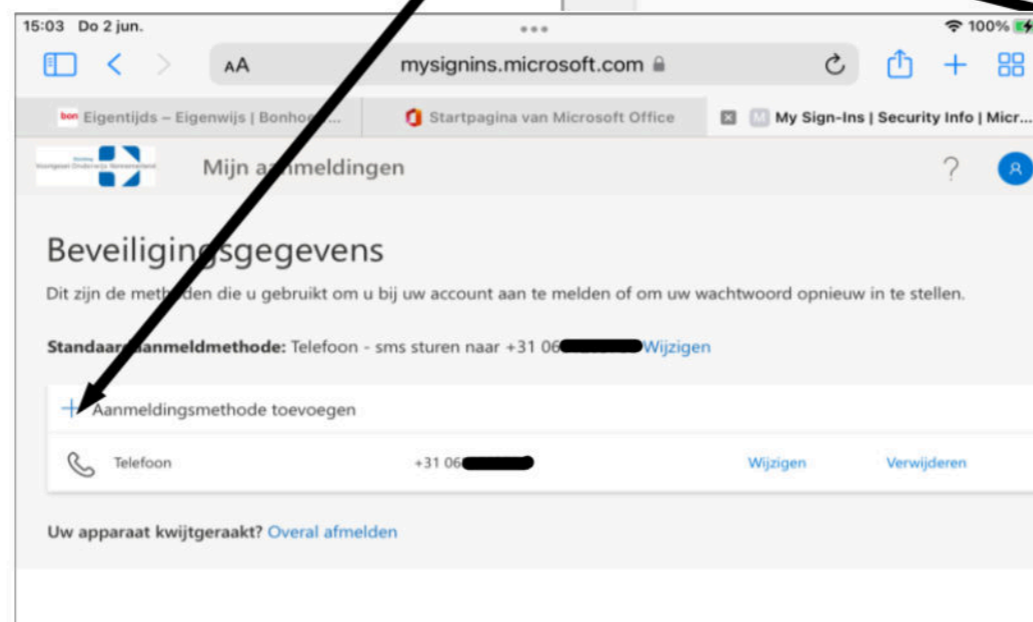 15:03 Do 2 jun.
100%
AA mysignins.microsoft.com
bon Eigentijds – Eigenwijs | Bonhoe... Startpagina van Microsoft Office M My Sign-Ins | Security Info | Micr...
Mijn aanmeldingen ?
Beveiligingsgegevens
Dit zijn de methoden die u gebruikt om u bij uw account aan te melden of om uw wachtwoord opnieuw in te stellen.
Standaardaanmeldmethode: Telefoon - sms sturen naar +31 06 Wijzigen
+ Aanmeldingsmethode toevoegen
Telefoon +31 06 Wijzigen Verwijderen
Uw apparaat kwijtgeraakt? Overal afmelden